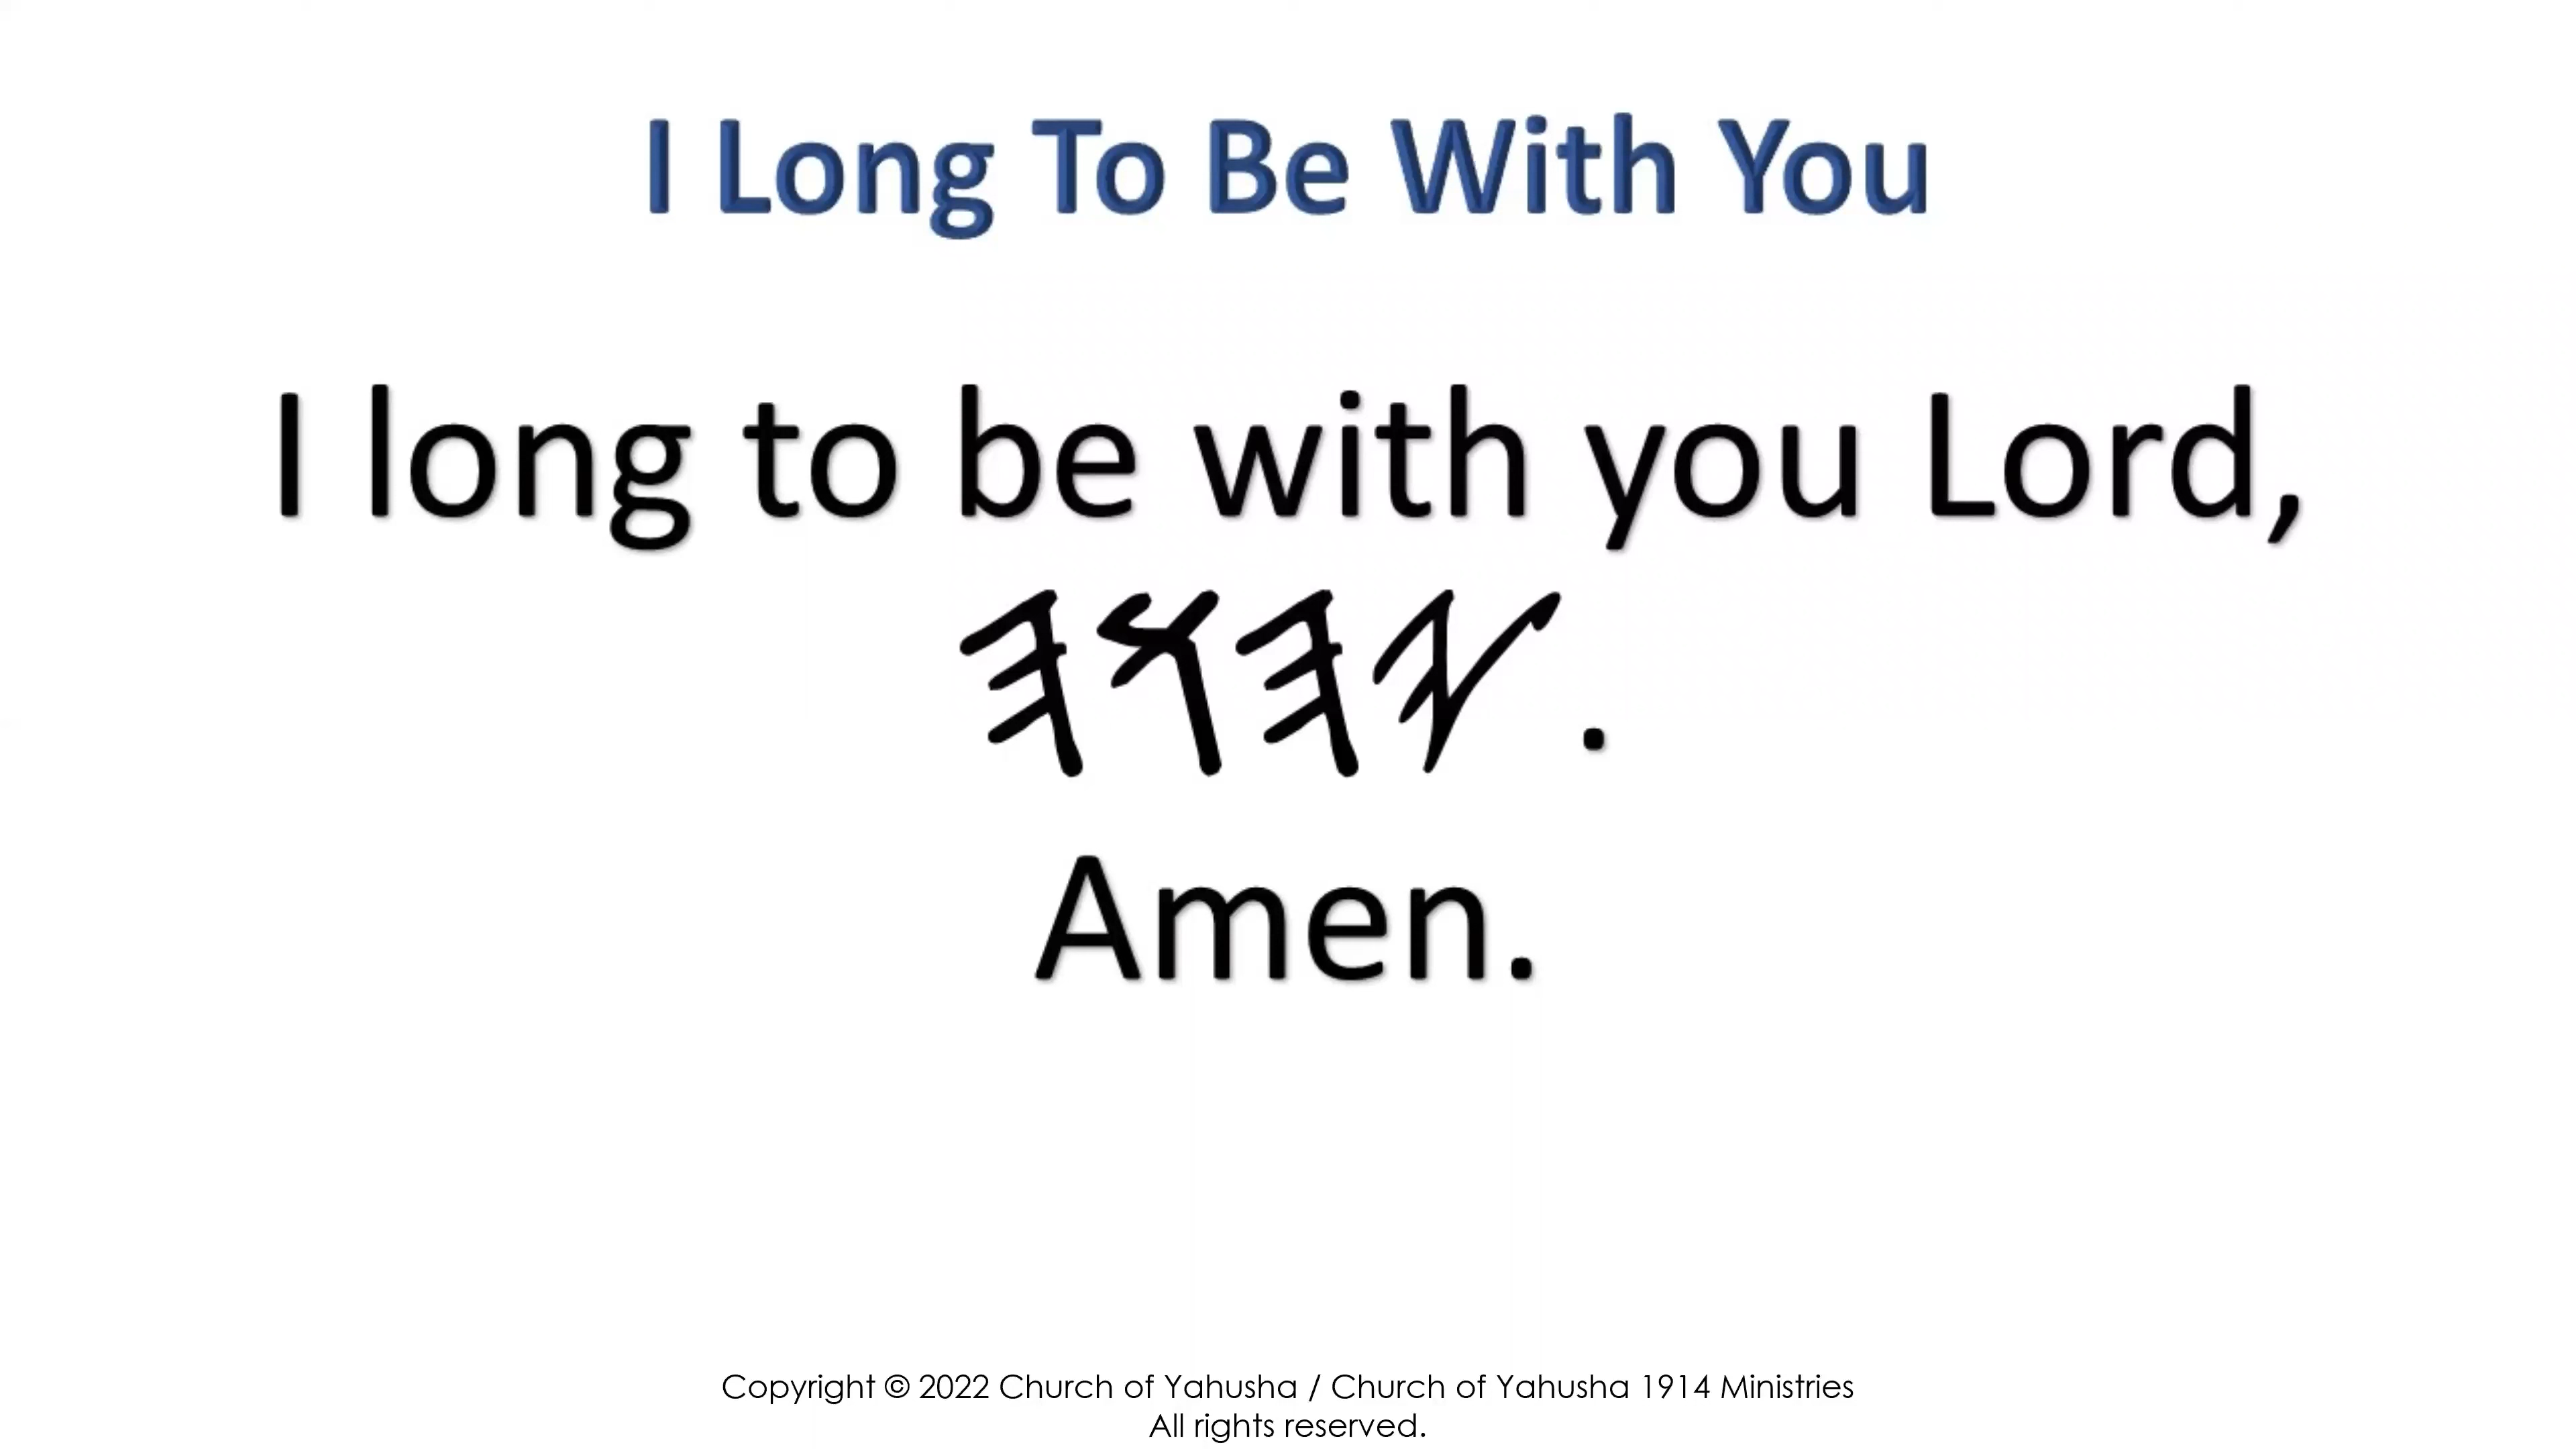 I Long To Be With You
I long to be with you Lord,
𐤉𐤄𐤅𐤄.
Amen.
Copyright © 2022 Church of Yahusha / Church of Yahusha 1914 Ministries
All rights reserved.